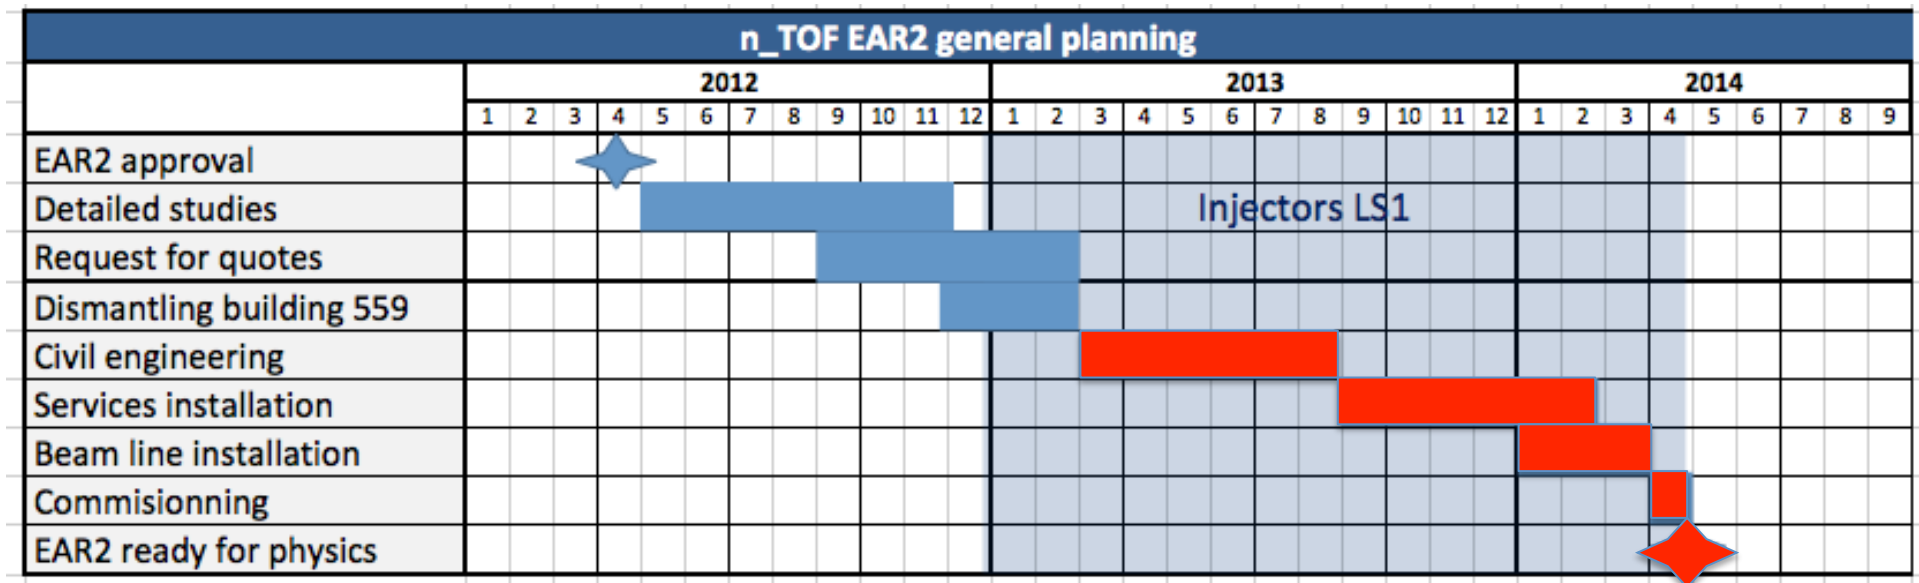 n_TOF EAR2 general planning
2012 2013 2014
1 2 3 4 5 6 7 8 9 10 11 12 1 2 3 4 5 6 7 8 9 10 11 12 1 2 3 4 5 6 7 8 9
EAR2 approval
Detailed studies Injectors LS1
Request for quotes
Dismantling building 559
Civil engineering
Services installation
Beam line installation
Commisionning
EAR2 ready for physics